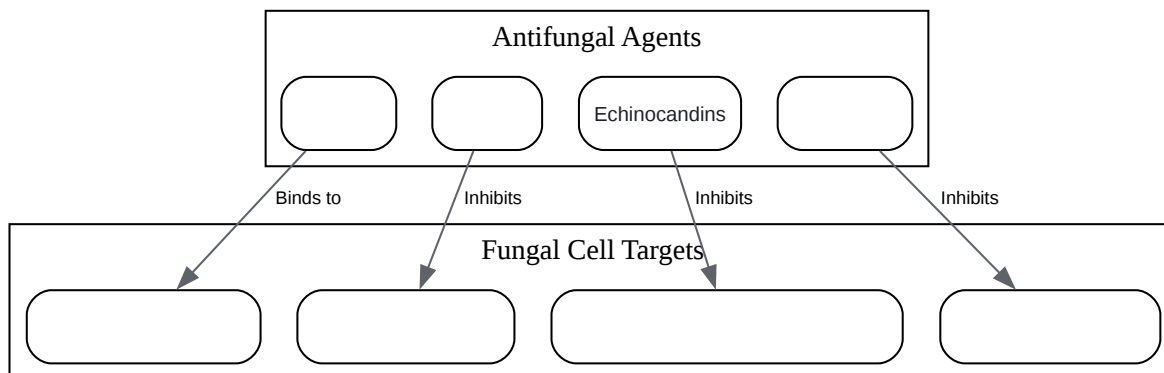 Antifungal Agents
Echinocandins
Binds to
Inhibits
Inhibits
Inhibits
Fungal Cell Targets